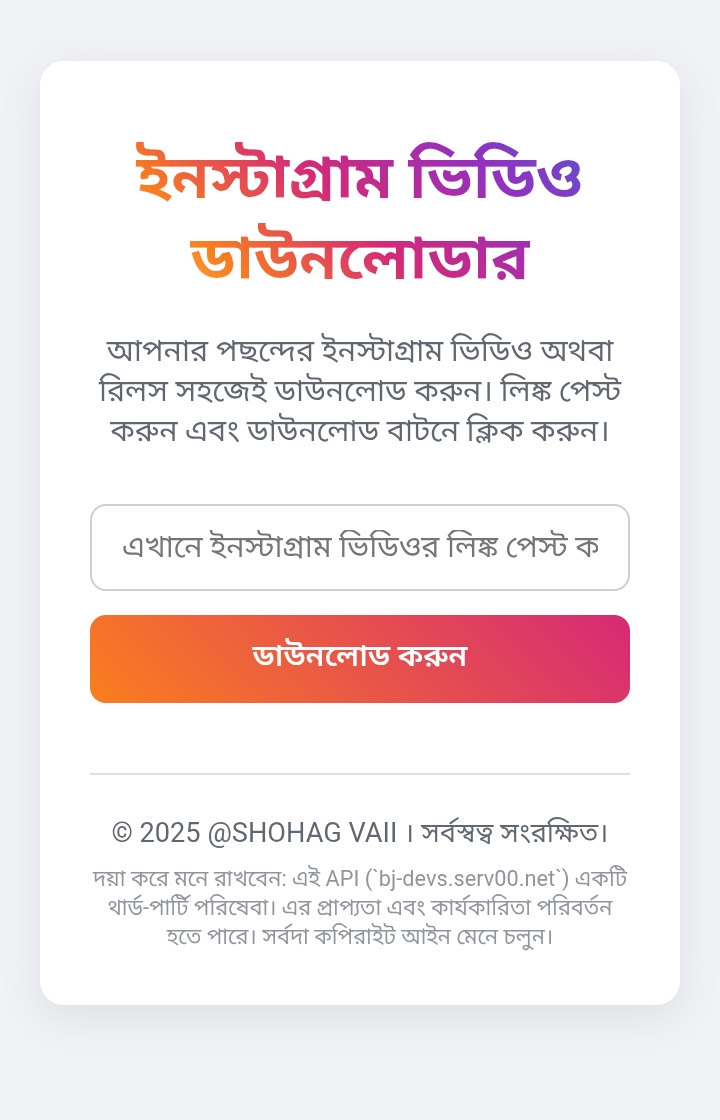 ইনস্টাগ্রাম ভিডিও
ডাউনলোডার
আপনার পছন্দের ইনস্টাগ্রাম ভিডিও অথবা
রিলস সহজেই ডাউনলোড করুন। লিঙ্ক পেস্ট
করুন এবং ডাউনলোড বাটনে ক্লিক করুন।
এখানে ইনস্টাগ্রাম ভিডিওর লিঙ্ক পেস্ট ক
ডাউনলোড করুন
© 2025 @SHOHAG VAII । সর্বস্বত্ব সংরক্ষিত।
দয়া করে মনে রাখবেন: এই API (`bj-devs.serv00.net`) একটি
থার্ড-পার্টি পরিষেবা। এর প্রাপ্যতা এবং কার্যকারিতা পরিবর্তন
হতে পারে। সর্বদা কপিরাইট আইন মেনে চলুন।